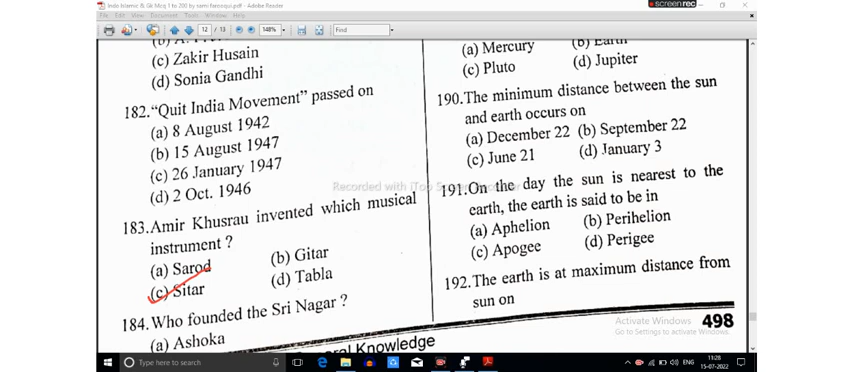 Indo Islamic & Gk Mcq 1 to 200 by sami farooqui.pdf - Adobe Reader
screenrec
File Edit View Document Tools Window Help
12 / 13
148%
Find
(c) Zakir Husain
(d) Sonia Gandhi
182. "Quit India Movement" passed on
(a) 8 August 1942
(b) 15 August 1947
(c) 26 January 1947
(d) 2 Oct. 1946
183. Amir Khusrau invented which musical
instrument ?
(a) Sarod (b) Gitar
(c) Sitar (d) Tabla
184. Who founded the Sri Nagar ?
(a) Ashoka
(a) Mercury (b) Earth
(c) Pluto (d) Jupiter
190. The minimum distance between the sun
and earth occurs on
(a) December 22 (b) September 22
(c) June 21 (d) January 3
191. On the day the sun is nearest to the
earth, the earth is said to be in
(a) Aphelion (b) Perihelion
(c) Apogee (d) Perigee
192. The earth is at maximum distance from
sun on
Knowledge
498
Recorded with iTop Screen
Activate Windows
Go to Settings to activate Windows.
Type here to search
ENG
11:28
15-07-2022